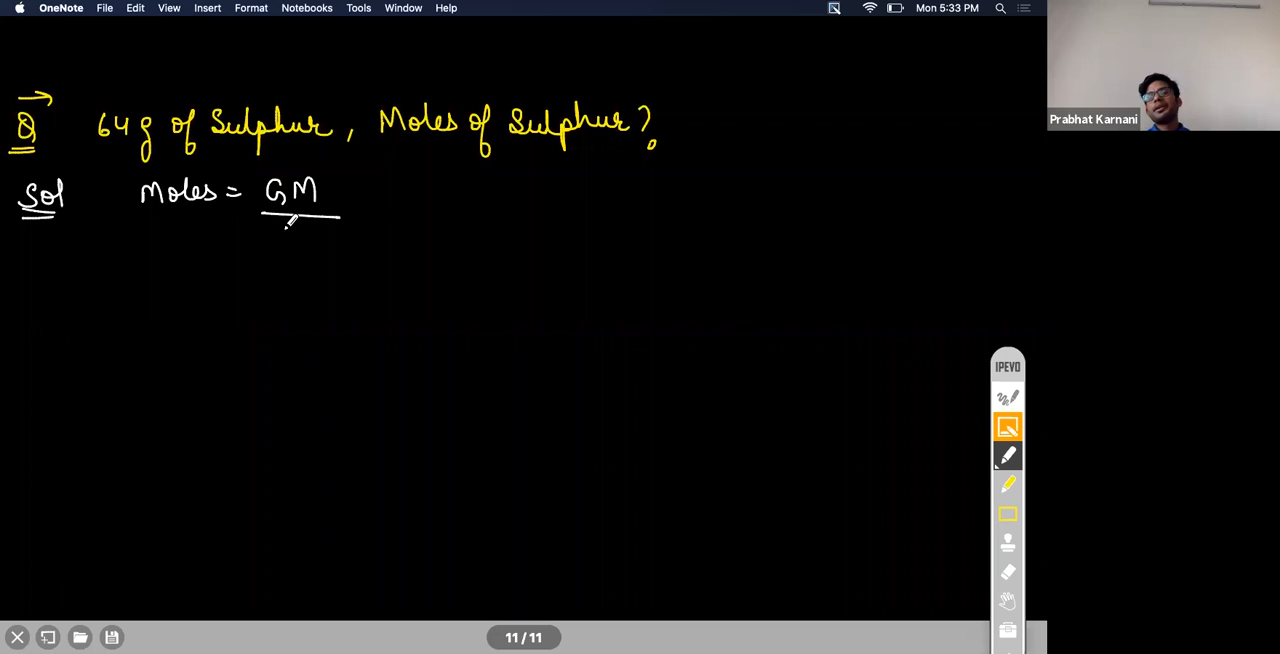 OneNote File Edit View Insert Format Notebooks Tools Window Help Mon 5:33 PM
Q 64 g of Sulphur, Moles of Sulphur?
Sol Moles = GM
Prabhat Karnani
IPEVO
11 / 11